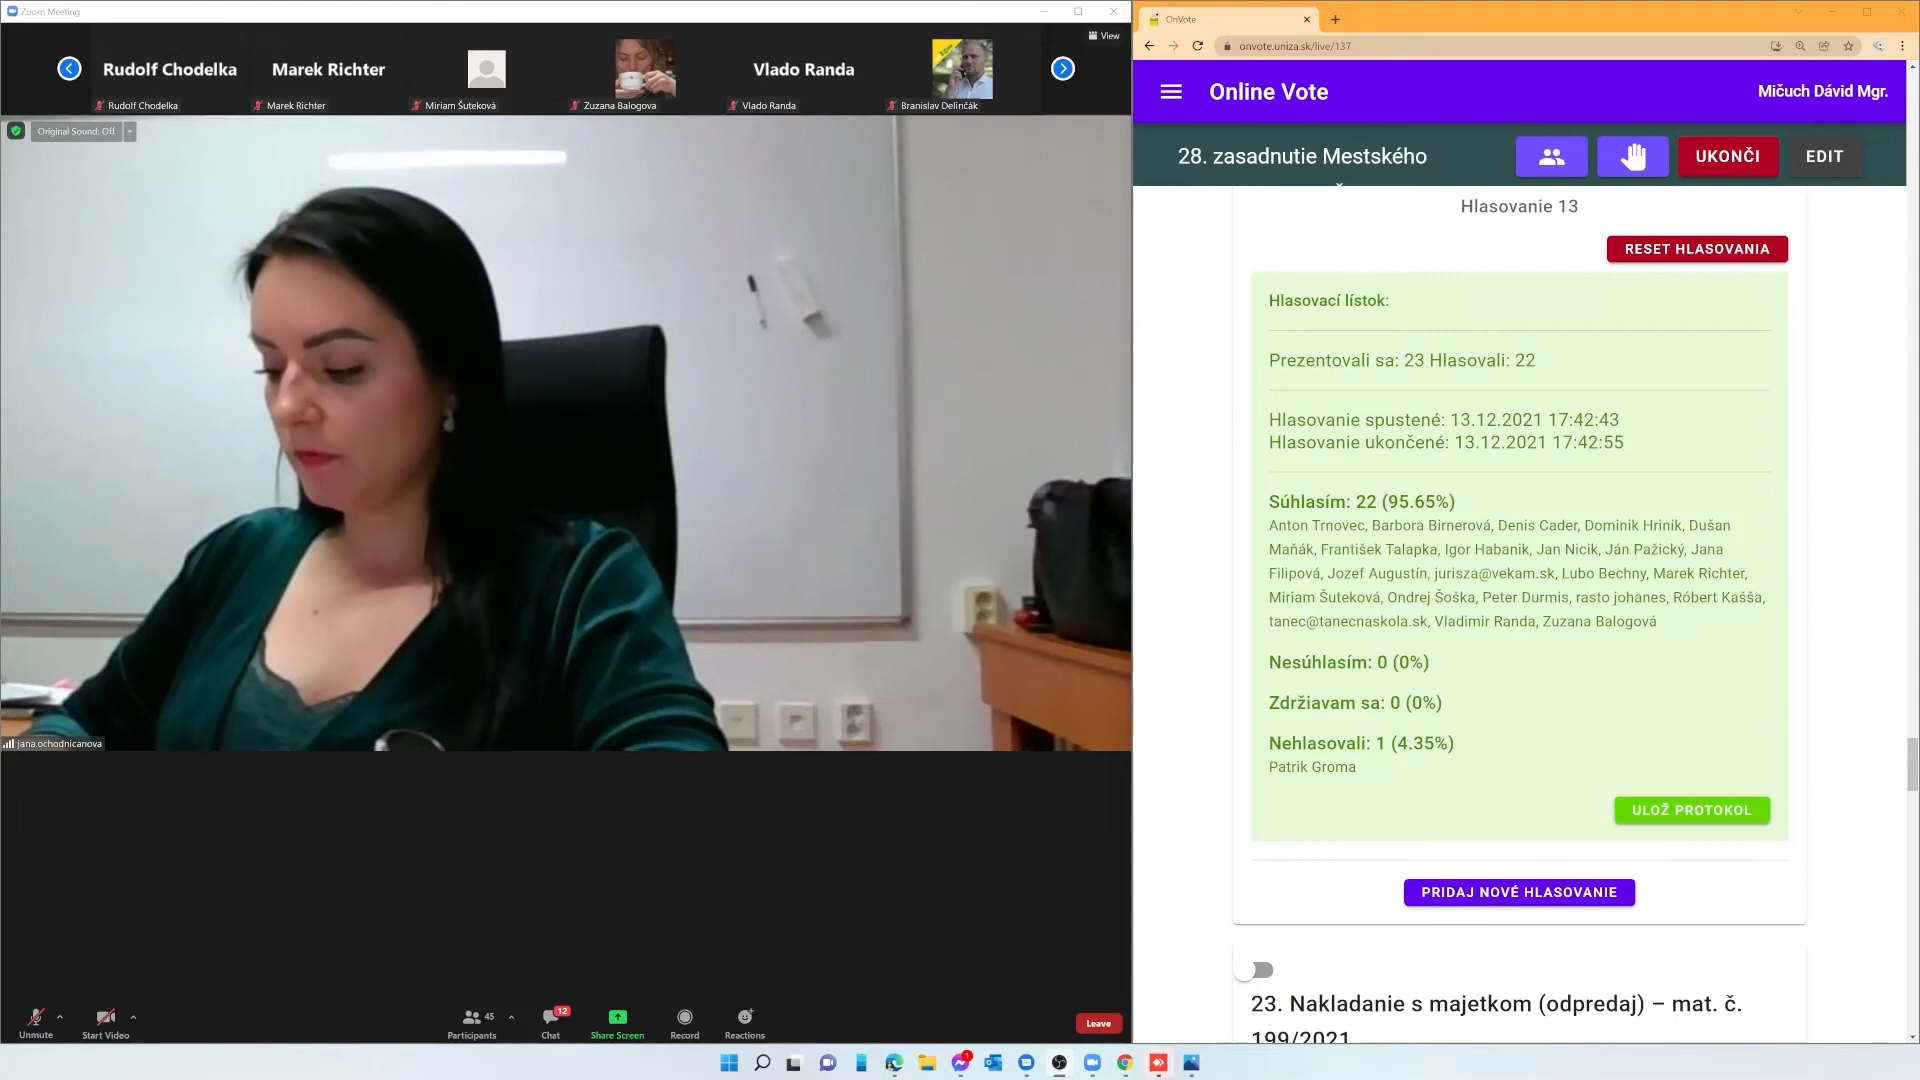 Zoom Meeting
View
Rudolf Chodelka
Marek Richter
Vlado Randa
Rudolf Chodelka
Marek Richter
Miriam Šuteková
Zuzana Balogova
Vlado Randa
Branislav Delinčák
Original Sound: Off
jana.ochodnicanova
Unmute
Start Video
45
Participants
12
Chat
Share Screen
Record
Reactions
Leave
OnVote
onvote.uniza.sk/live/137
Online Vote
Mičuch Dávid Mgr.
28. zasadnutie Mestského
UKONČI
EDIT
Hlasovanie 13
RESET HLASOVANIA
Hlasovací lístok:
Prezentovali sa: 23 Hlasovali: 22
Hlasovanie spustené: 13.12.2021 17:42:43
Hlasovanie ukončené: 13.12.2021 17:42:55
Súhlasím: 22 (95.65%)
Anton Trnovec, Barbora Birnerová, Denis Cader, Dominik Hriník, Dušan
Maňák, František Talapka, Igor Habanik, Jan Nicik, Ján Pažický, Jana
Filipová, Jozef Augustín, jurisza@vekam.sk, Lubo Bechny, Marek Richter,
Miriam Šuteková, Ondrej Šoška, Peter Durmis, rasto johanes, Róbert Kašša,
tanec@tanecnaskola.sk, Vladimir Randa, Zuzana Balogová
Nesúhlasím: 0 (0%)
Zdržiavam sa: 0 (0%)
Nehlasovali: 1 (4.35%)
Patrik Groma
ULOŽ PROTOKOL
PRIDAJ NOVÉ HLASOVANIE
23. Nakladanie s majetkom (odpredaj) – mat. č.
199/2021
1